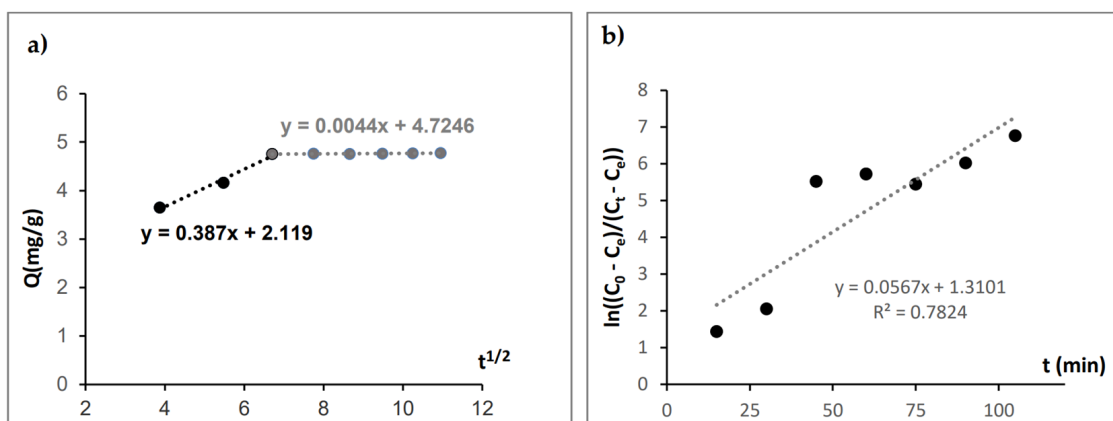 a)
6
5
4
3
2
1
0
Q(mg/g)
y = 0.0044x + 4.7246
y = 0.387x + 2.119
t^1/2
2 4 6 8 10 12
b)
8
7
6
5
4
3
2
1
0
ln((C₀ - Cₑ)/(Cₜ - Cₑ))
y = 0.0567x + 1.3101
R² = 0.7824
t (min)
0 25 50 75 100